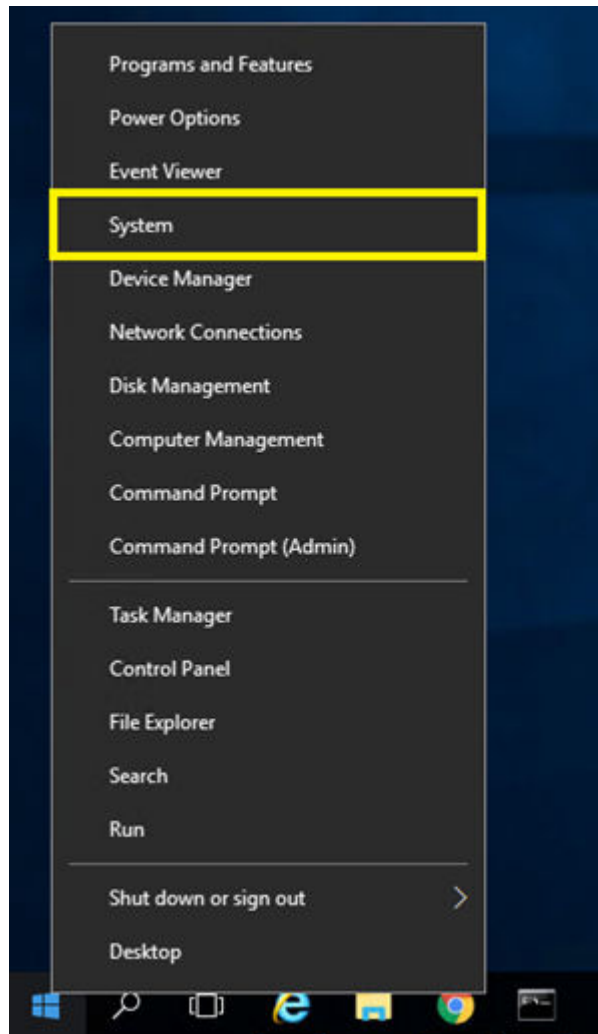 Programs and Features
Power Options
Event Viewer
System
Device Manager
Network Connections
Disk Management
Computer Management
Command Prompt
Command Prompt (Admin)
Task Manager
Control Panel
File Explorer
Search
Run
Shut down or sign out
Desktop